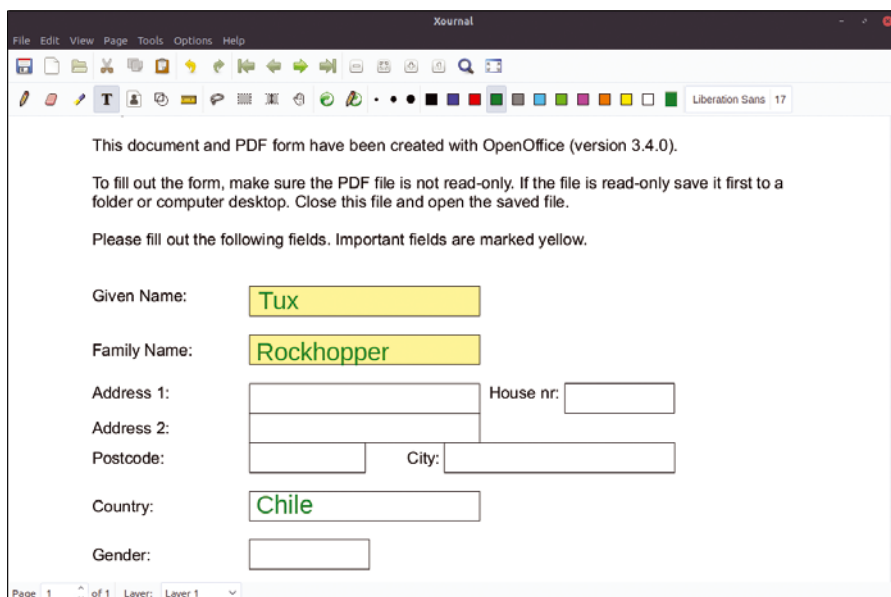 Xournal
File Edit View Page Tools Options Help
Liberation Sans 17
This document and PDF form have been created with OpenOffice (version 3.4.0).
To fill out the form, make sure the PDF file is not read-only. If the file is read-only save it first to a
folder or computer desktop. Close this file and open the saved file.
Please fill out the following fields. Important fields are marked yellow.
Given Name: Tux
Family Name: Rockhopper
Address 1: House nr:
Address 2:
Postcode: City:
Country: Chile
Gender:
Page 1 of 1 Layer: Layer 1